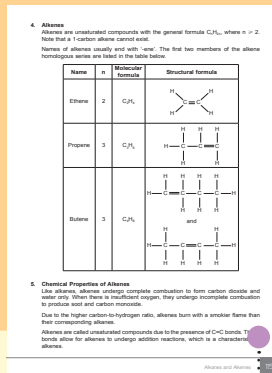 4. Alkenes
Alkenes are unsaturated compounds with the general formula CnH2n, where n ≥ 2.
Note that a 1-carbon alkene cannot exist.
Names of alkenes usually end with '-ene'. The first two members of the alkene
homologous series are listed in the table below.
Name n Molecular formula Structural formula
Ethene 2 C2H4
H H
C=C
H H
Propene 3 C3H6
H H H
H—C—C=C
H H
Butene 3 C4H8
H H H H
H—C=C—C—C—H
H H
and
H H
H—C—C=C—C—H
H H H H
5. Chemical Properties of Alkenes
Like alkanes, alkenes undergo complete combustion to form carbon dioxide and
water only. When there is insufficient oxygen, they undergo incomplete combustion
to produce soot and carbon monoxide.
Due to the higher carbon-to-hydrogen ratio, alkenes burn with a smokier flame than
their corresponding alkanes.
Alkenes are called unsaturated compounds due to the presence of C=C bonds.
bonds allow for alkenes to undergo addition reactions, which is a
alkenes.
Alkanes and Alkenes